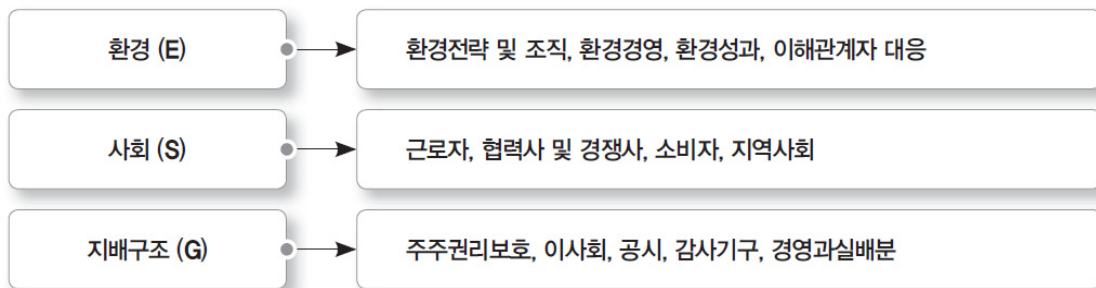 환경 (E)
환경전략 및 조직, 환경경영, 환경성과, 이해관계자 대응
사회 (S)
근로자, 협력사 및 경쟁사, 소비자, 지역사회
지배구조 (G)
주주권리보호, 이사회, 공시, 감사기구, 경영과실배분